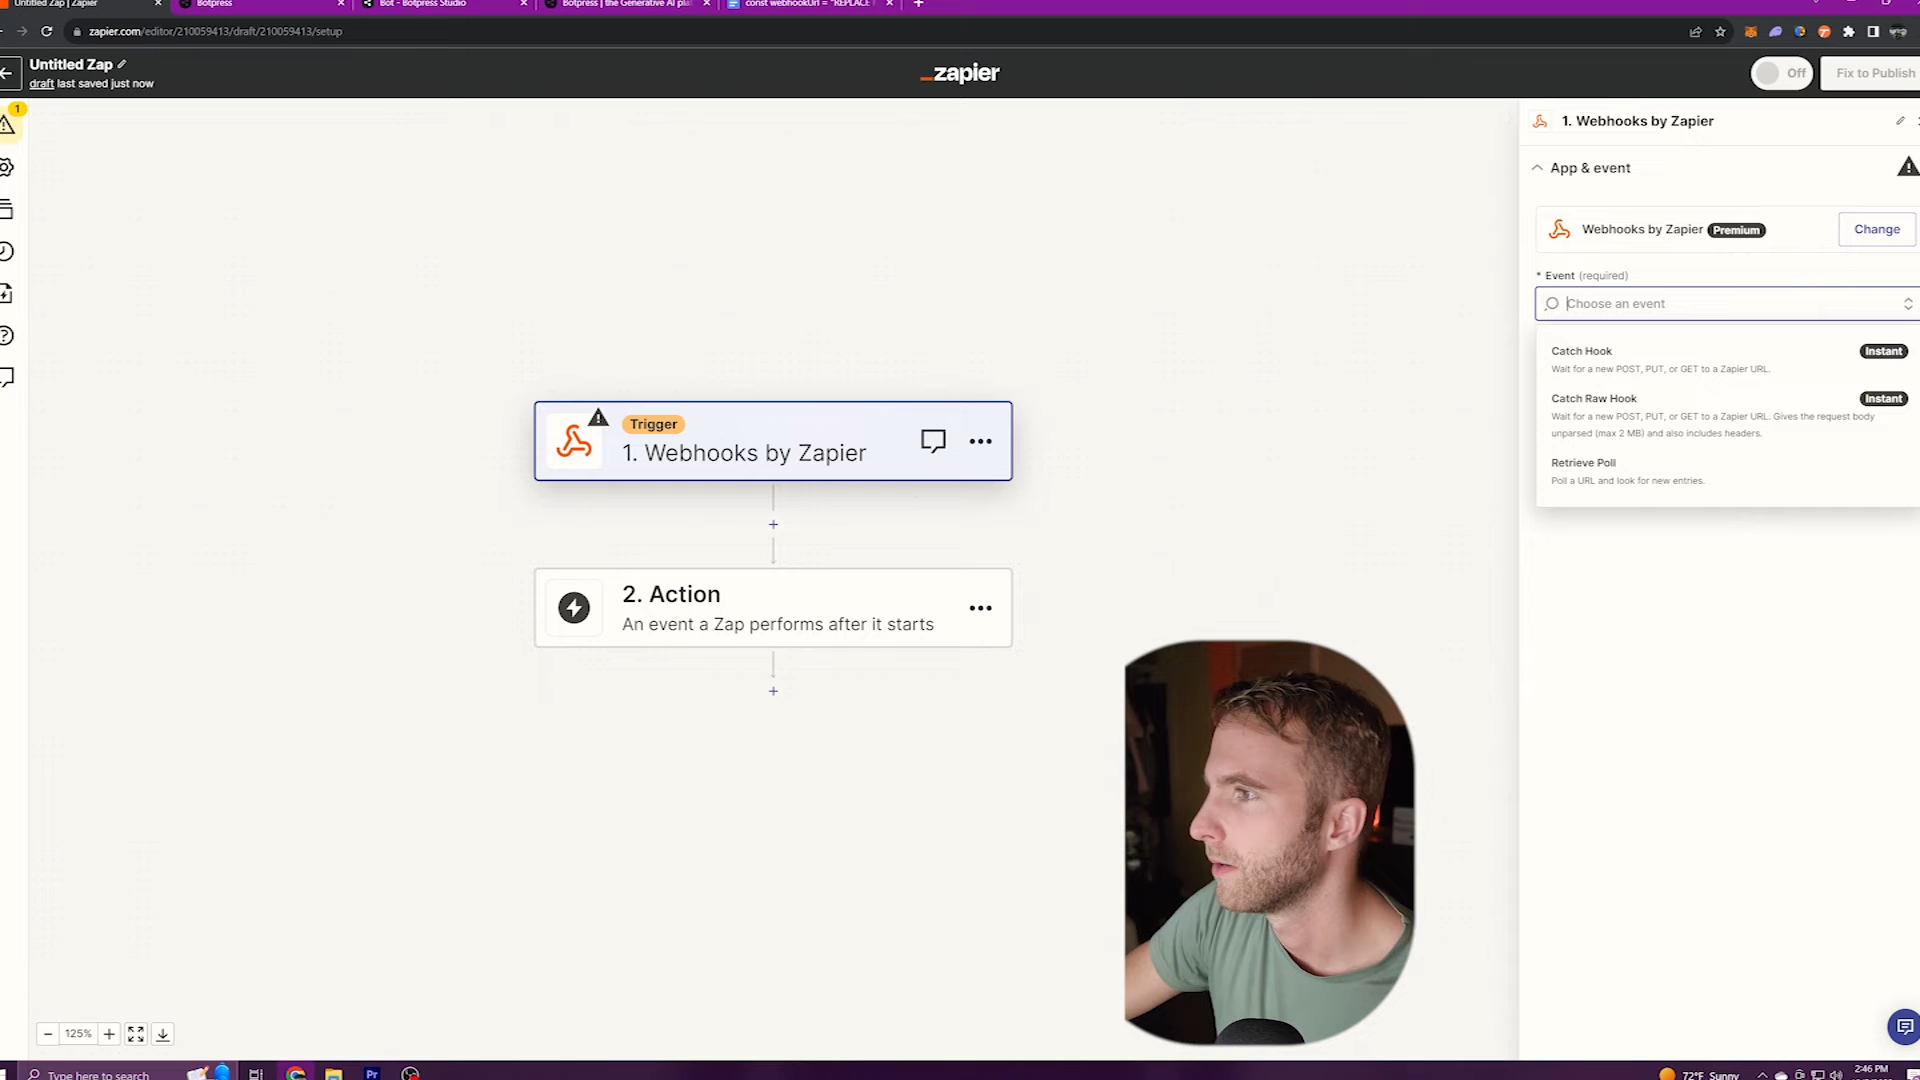 Untitled Zap | Zapier
Botpress
Bot - Botpress Studio
Botpress | the Generative AI pla
const webhookUrl = "REPLACE
zapier.com/editor/210059413/draft/210059413/setup
Untitled Zap
draft last saved just now
_zapier
Off
Fix to Publish
1
1. Webhooks by Zapier
App & event
Webhooks by Zapier Premium
Change
* Event (required)
Choose an event
Catch Hook
Instant
Wait for a new POST, PUT, or GET to a Zapier URL.
Catch Raw Hook
Instant
Wait for a new POST, PUT, or GET to a Zapier URL. Gives the request body
unparsed (max 2 MB) and also includes headers.
Retrieve Poll
Poll a URL and look for new entries.
Trigger
1. Webhooks by Zapier
2. Action
An event a Zap performs after it starts
125%
Type here to search
Pr
72°F Sunny
2:46 PM